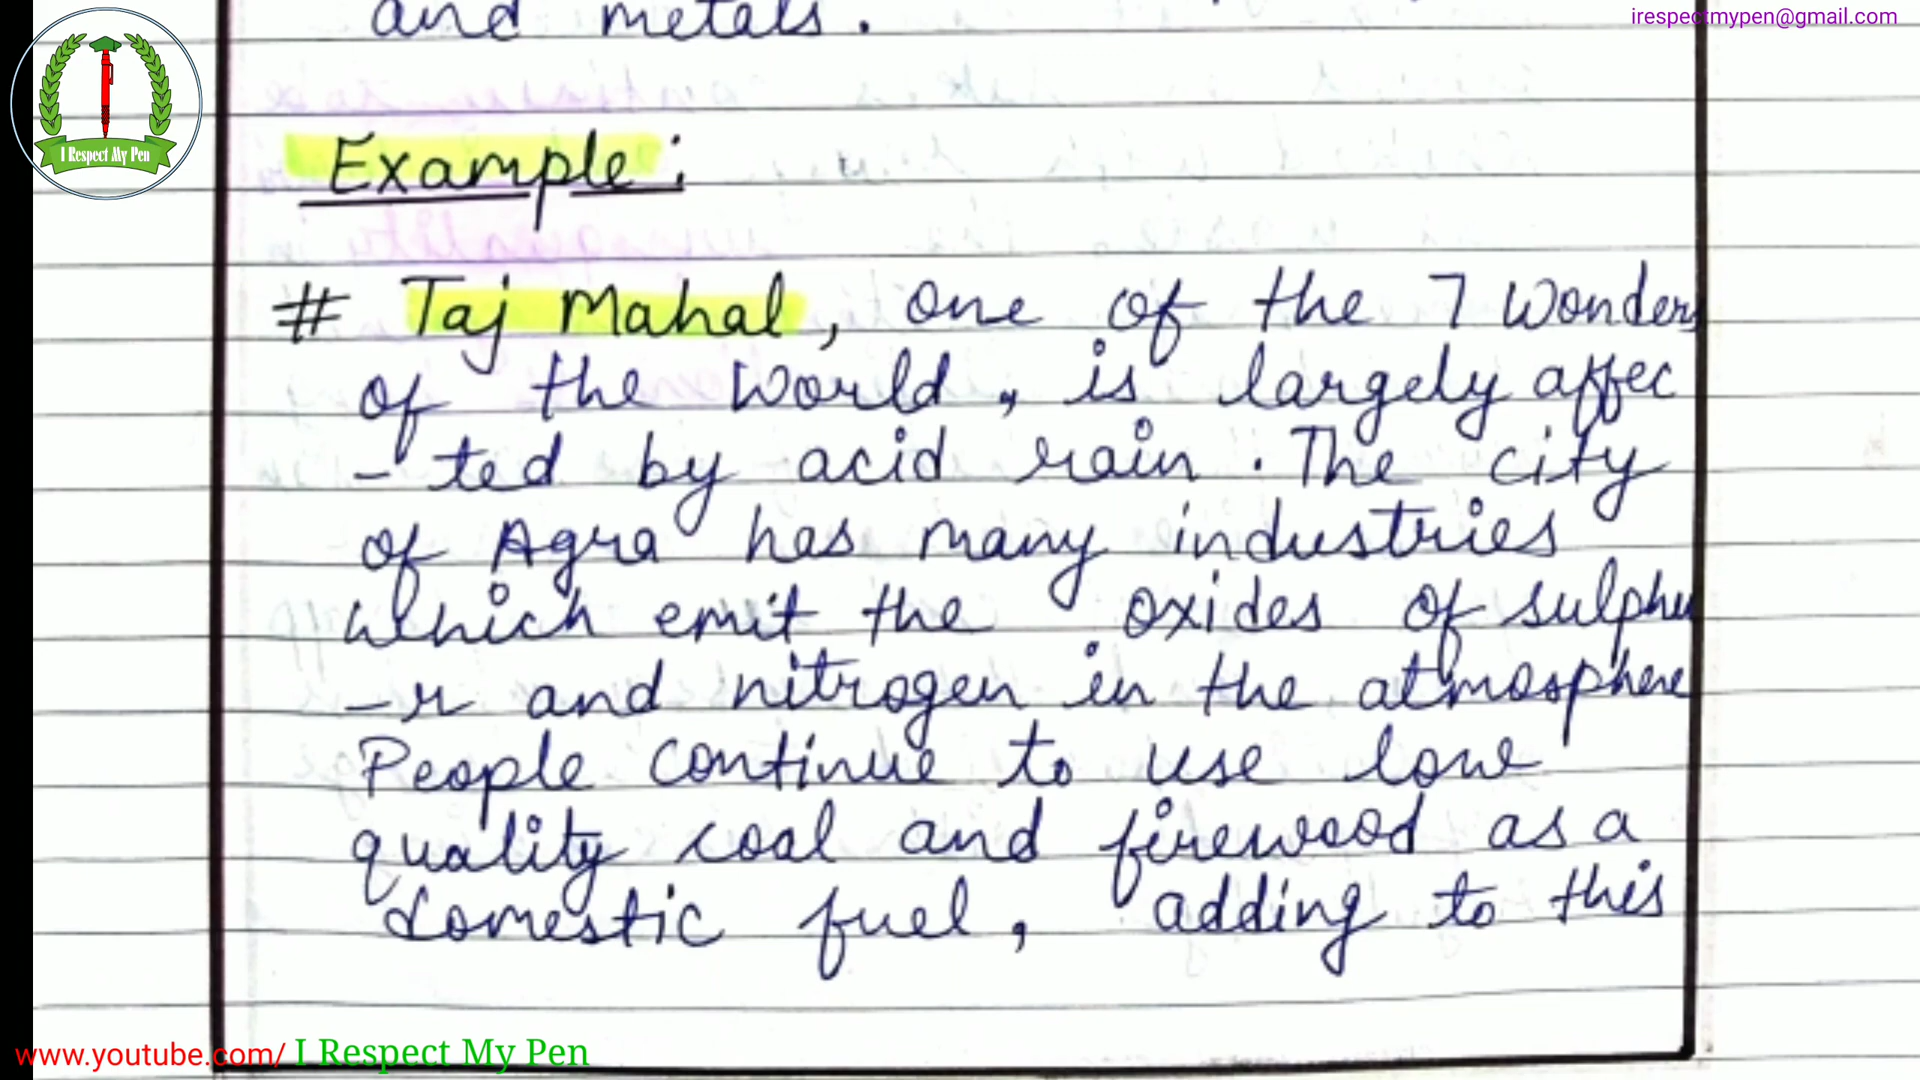 and metals.
irespectmypen@gmail.com
I Respect My Pen
Example:
# Taj Mahal, one of the 7 Wonders
of the World, is largely affec
-ted by acid rain. The city
of Agra has many industries
which emit the oxides of sulphu
-r and nitrogen in the atmosphere
People continue to use low
quality coal and firewood as a
domestic fuel, adding to this
www.youtube.com/ I Respect My Pen